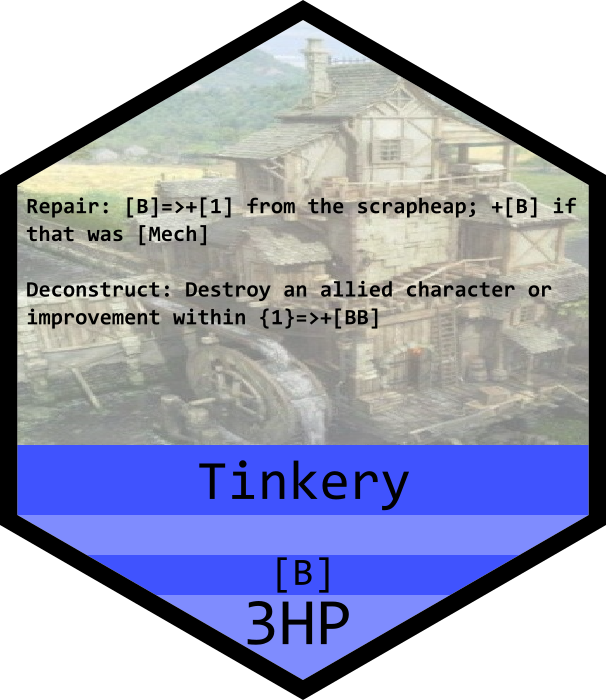 Repair: [B]=>+[1] from the scrapheap; +[B] if
that was [Mech]
Deconstruct: Destroy an allied character or
improvement within {1}=>+[BB]
Tinkery
[B]
3HP